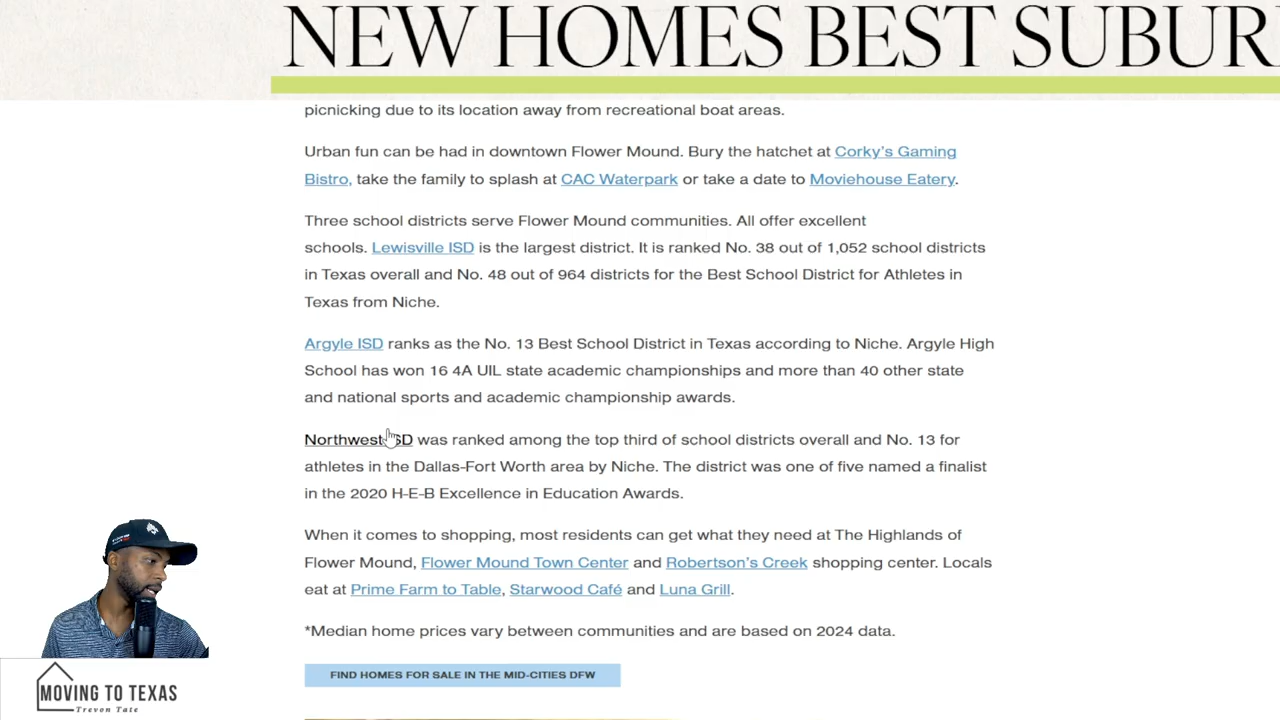 NEW HOMES BEST SUBUR
picnicking due to its location away from recreational boat areas.
Urban fun can be had in downtown Flower Mound. Bury the hatchet at Corky's Gaming
Bistro, take the family to splash at CAC Waterpark or take a date to Moviehouse Eatery.
Three school districts serve Flower Mound communities. All offer excellent
schools. Lewisville ISD is the largest district. It is ranked No. 38 out of 1,052 school districts
in Texas overall and No. 48 out of 964 districts for the Best School District for Athletes in
Texas from Niche.
Argyle ISD ranks as the No. 13 Best School District in Texas according to Niche. Argyle High
School has won 16 4A UIL state academic championships and more than 40 other state
and national sports and academic championship awards.
Northwest ISD was ranked among the top third of school districts overall and No. 13 for
athletes in the Dallas-Fort Worth area by Niche. The district was one of five named a finalist
in the 2020 H-E-B Excellence in Education Awards.
When it comes to shopping, most residents can get what they need at The Highlands of
Flower Mound, Flower Mound Town Center and Robertson's Creek shopping center. Locals
eat at Prime Farm to Table, Starwood Café and Luna Grill.
*Median home prices vary between communities and are based on 2024 data.
FIND HOMES FOR SALE IN THE MID-CITIES DFW
MOVING TO TEXAS
Trevon Tate